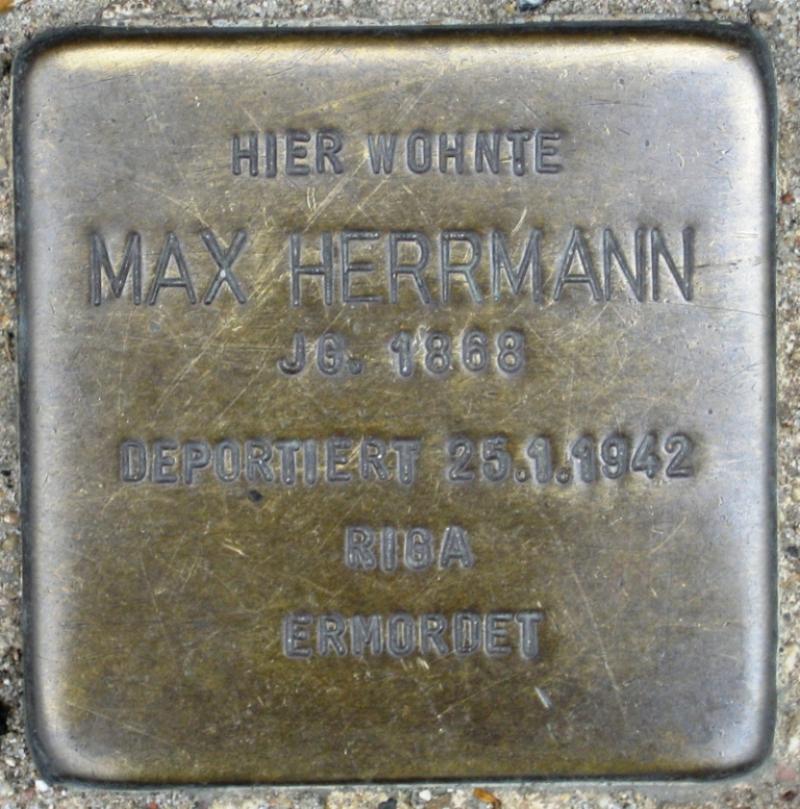 HIER WOHNTE
MAX HERRMANN
JG. 1868
DEPORTIERT 25.1.1942
RIGA
ERMORDET